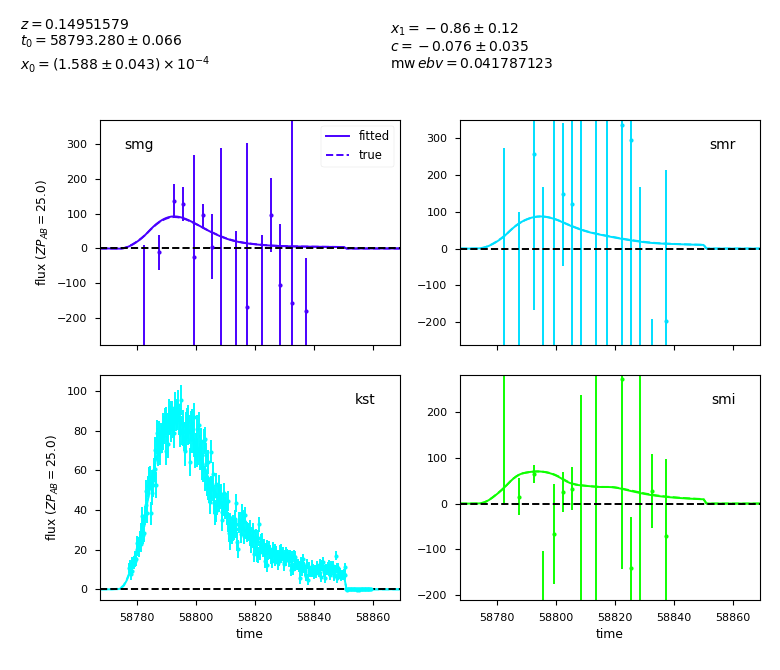 z = 0.14951579
t₀ = 58793.280 ± 0.066
x₀ = (1.588 ± 0.043) × 10⁻⁴
x₁ = −0.86 ± 0.12
c = −0.076 ± 0.035
mw ebv = 0.041787123
smg
fitted
true
300
200
100
0
−100
−200
flux (ZP_AB = 25.0)
smr
300
200
100
0
−100
−200
kst
100
80
60
40
20
0
flux (ZP_AB = 25.0)
58780 58800 58820 58840 58860
time
smi
200
100
0
−100
−200
58780 58800 58820 58840 58860
time